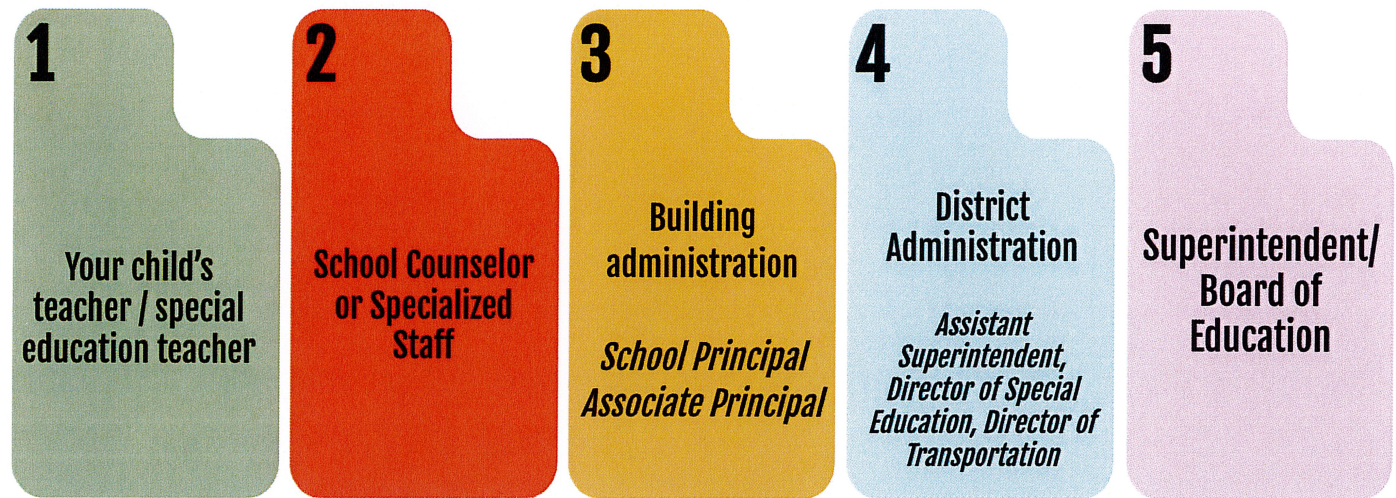 1
Your child's
teacher / special
education teacher
2
School Counselor
or Specialized
Staff
3
Building
administration
School Principal
Associate Principal
4
District
Administration
Assistant
Superintendent,
Director of Special
Education, Director of
Transportation
5
Superintendent/
Board of
Education